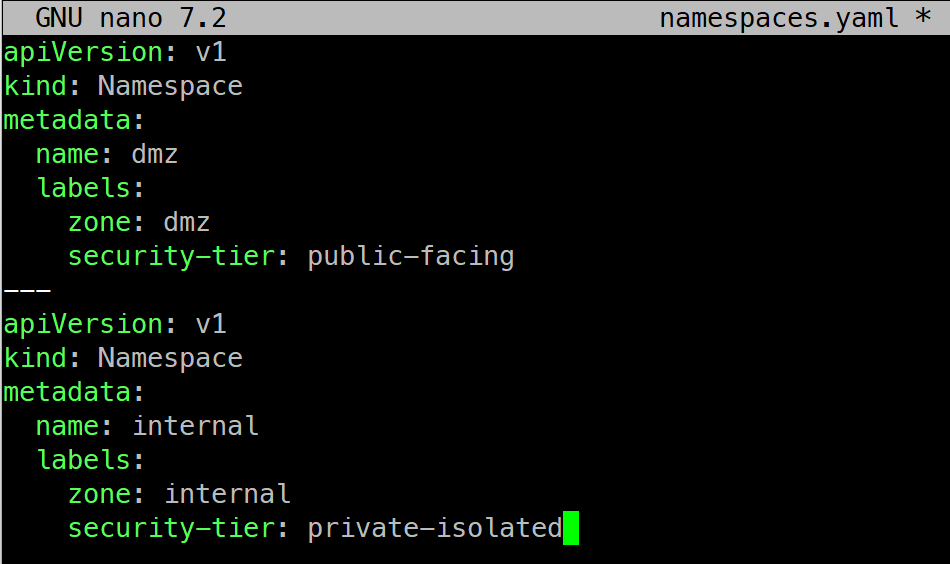 GNU nano 7.2 namespaces.yaml *
apiVersion: v1
kind: Namespace
metadata:
  name: dmz
  labels:
    zone: dmz
    security-tier: public-facing
---
apiVersion: v1
kind: Namespace
metadata:
  name: internal
  labels:
    zone: internal
    security-tier: private-isolated